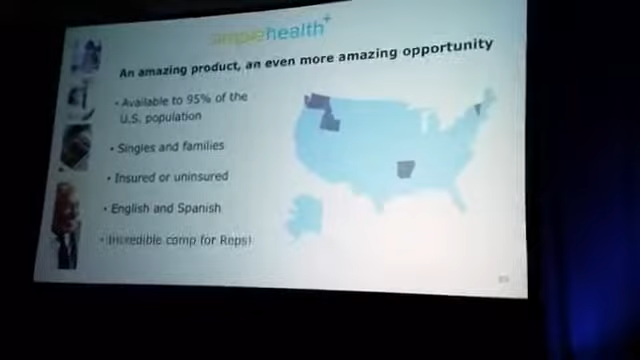 simplehealth+
An amazing product, an even more amazing opportunity
• Available to 95% of the
U.S. population
• Singles and families
• Insured or uninsured
• English and Spanish
• Incredible comp for Reps!